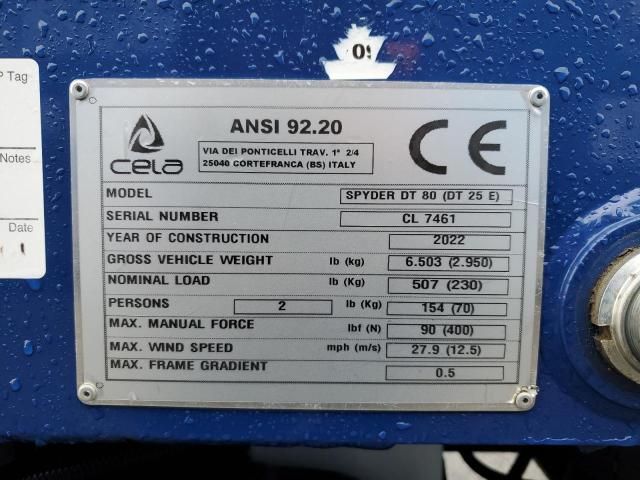 09
P Tag
Notes
Date
cela
ANSI 92.20
VIA DEI PONTICELLI TRAV. 1ª 2/4
25040 CORTEFRANCA (BS) ITALY
CE
MODEL SPYDER DT 80 (DT 25 E)
SERIAL NUMBER CL 7461
YEAR OF CONSTRUCTION 2022
GROSS VEHICLE WEIGHT lb (kg) 6.503 (2.950)
NOMINAL LOAD lb (kg) 507 (230)
PERSONS 2 lb (Kg) 154 (70)
MAX. MANUAL FORCE lbf (N) 90 (400)
MAX. WIND SPEED mph (m/s) 27.9 (12.5)
MAX. FRAME GRADIENT 0.5